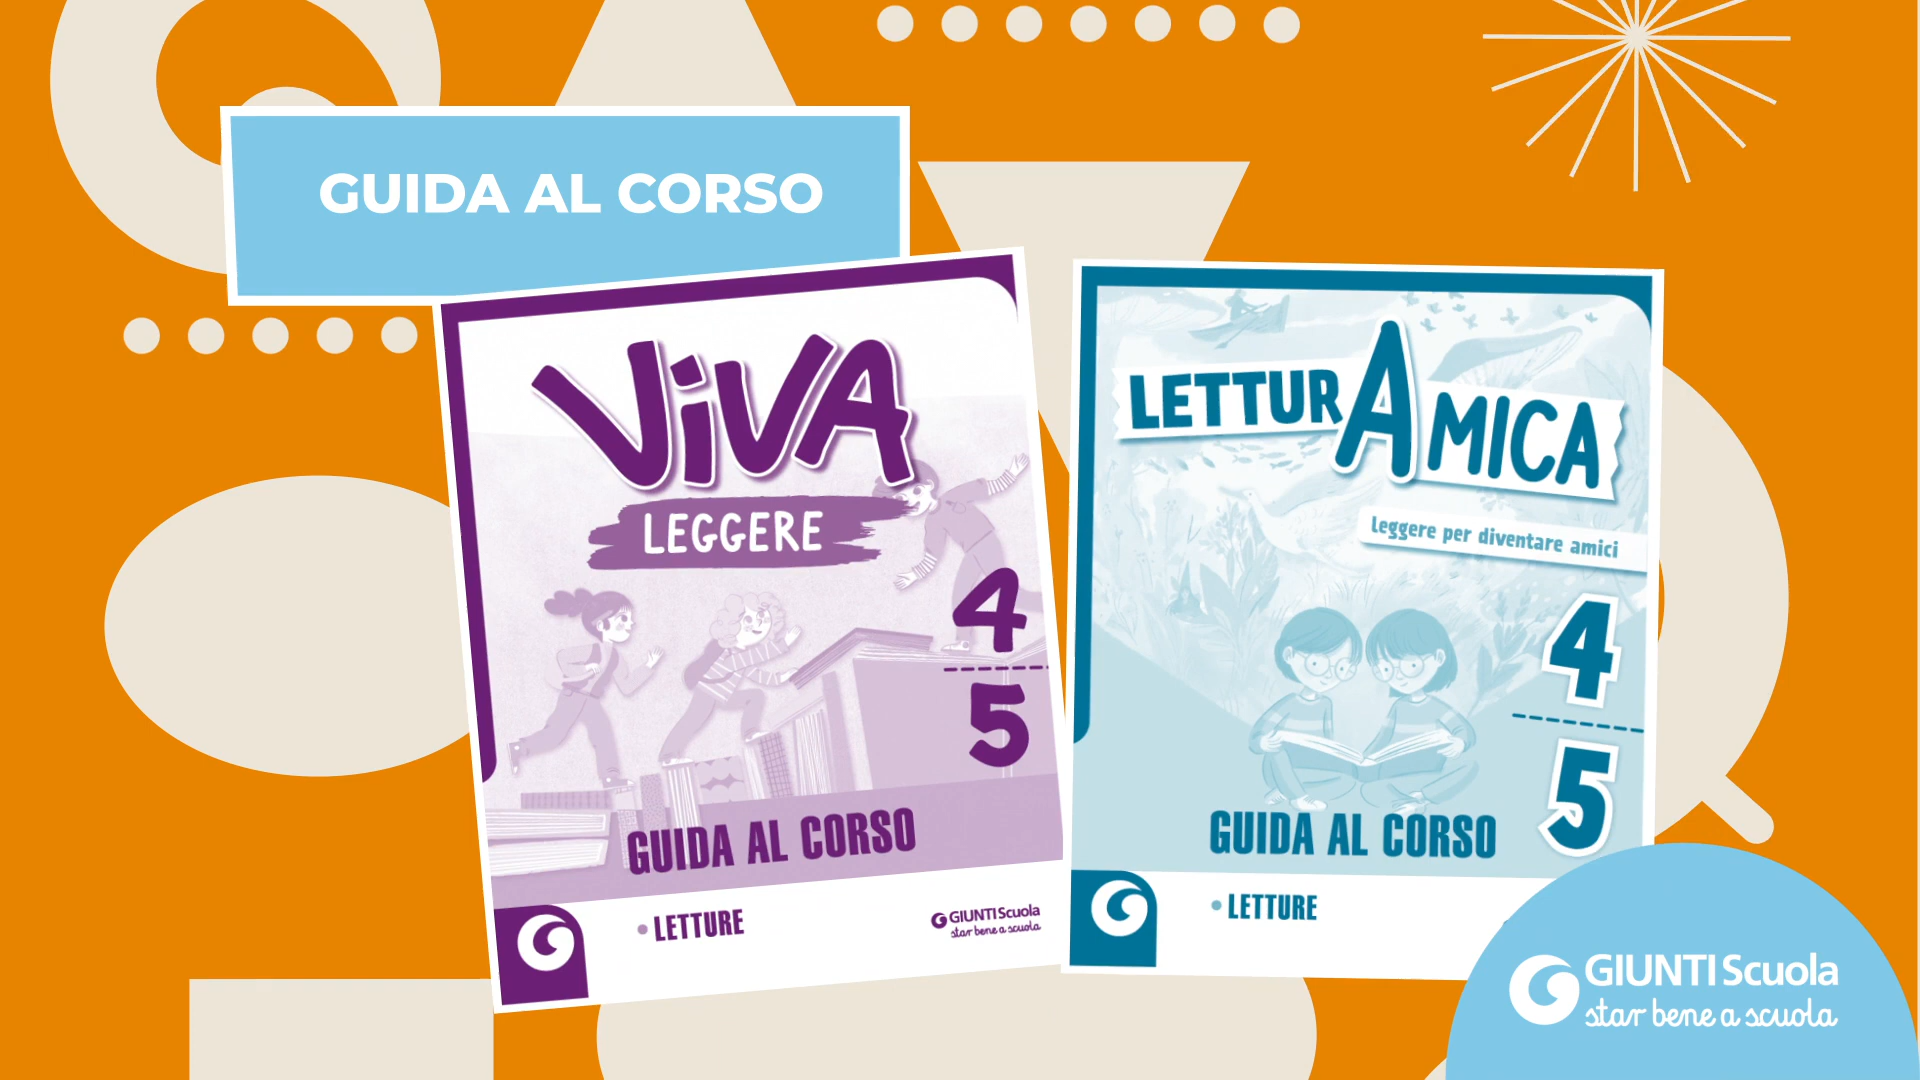 GUIDA AL CORSO
VIVA
LEGGERE
4
5
GUIDA AL CORSO
• LETTURE
GIUNTI Scuola
star bene a scuola
LETTURAMICA
leggere per diventare amici
4
5
GUIDA AL CORSO
• LETTURE
GIUNTI Scuola
star bene a scuola